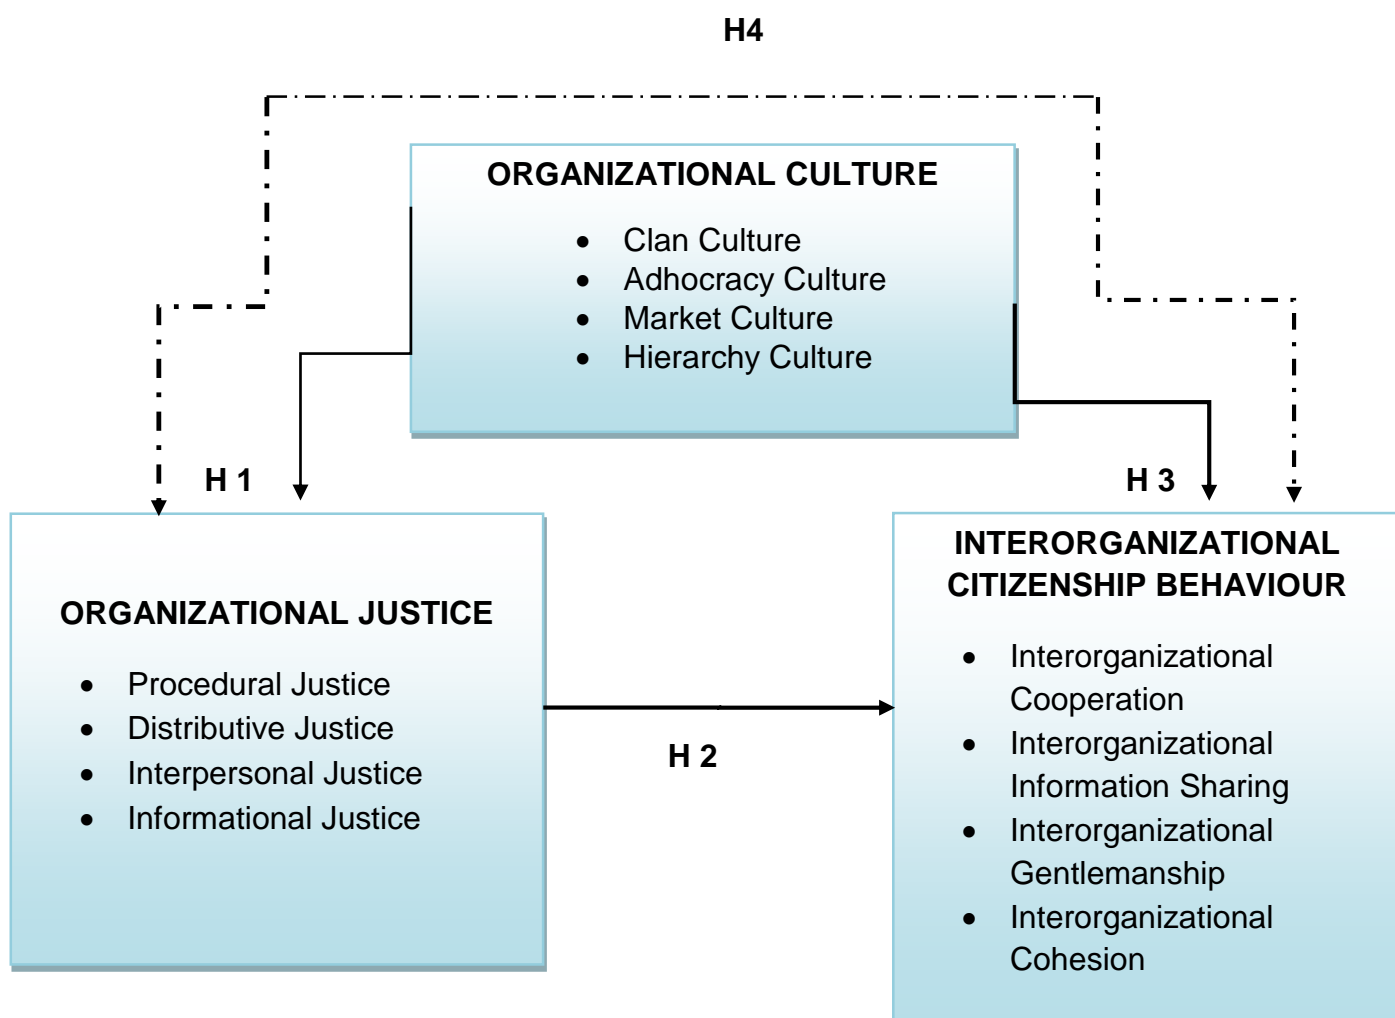 H4
ORGANIZATIONAL CULTURE
• Clan Culture
• Adhocracy Culture
• Market Culture
• Hierarchy Culture
H 1
H 3
ORGANIZATIONAL JUSTICE
• Procedural Justice
• Distributive Justice
• Interpersonal Justice
• Informational Justice
H 2
INTERORGANIZATIONAL
CITIZENSHIP BEHAVIOUR
• Interorganizational
Cooperation
• Interorganizational
Information Sharing
• Interorganizational
Gentlemanship
• Interorganizational
Cohesion